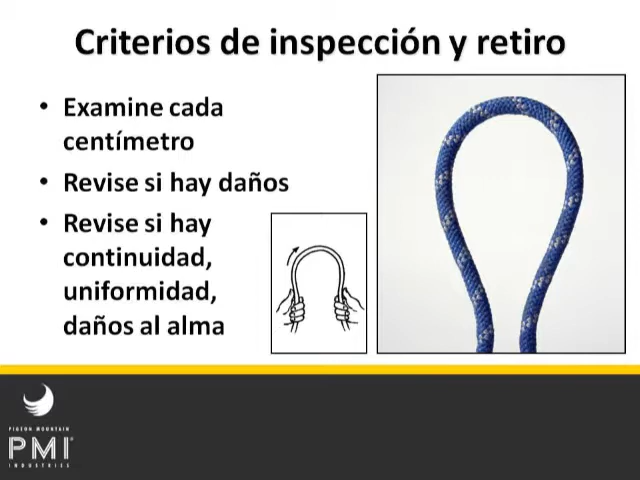 Criterios de inspección y retiro
• Examine cada
centímetro
• Revise si hay daños
• Revise si hay
continuidad,
uniformidad,
daños al alma
PIGEON MOUNTAIN
PMI®
INDUSTRIES